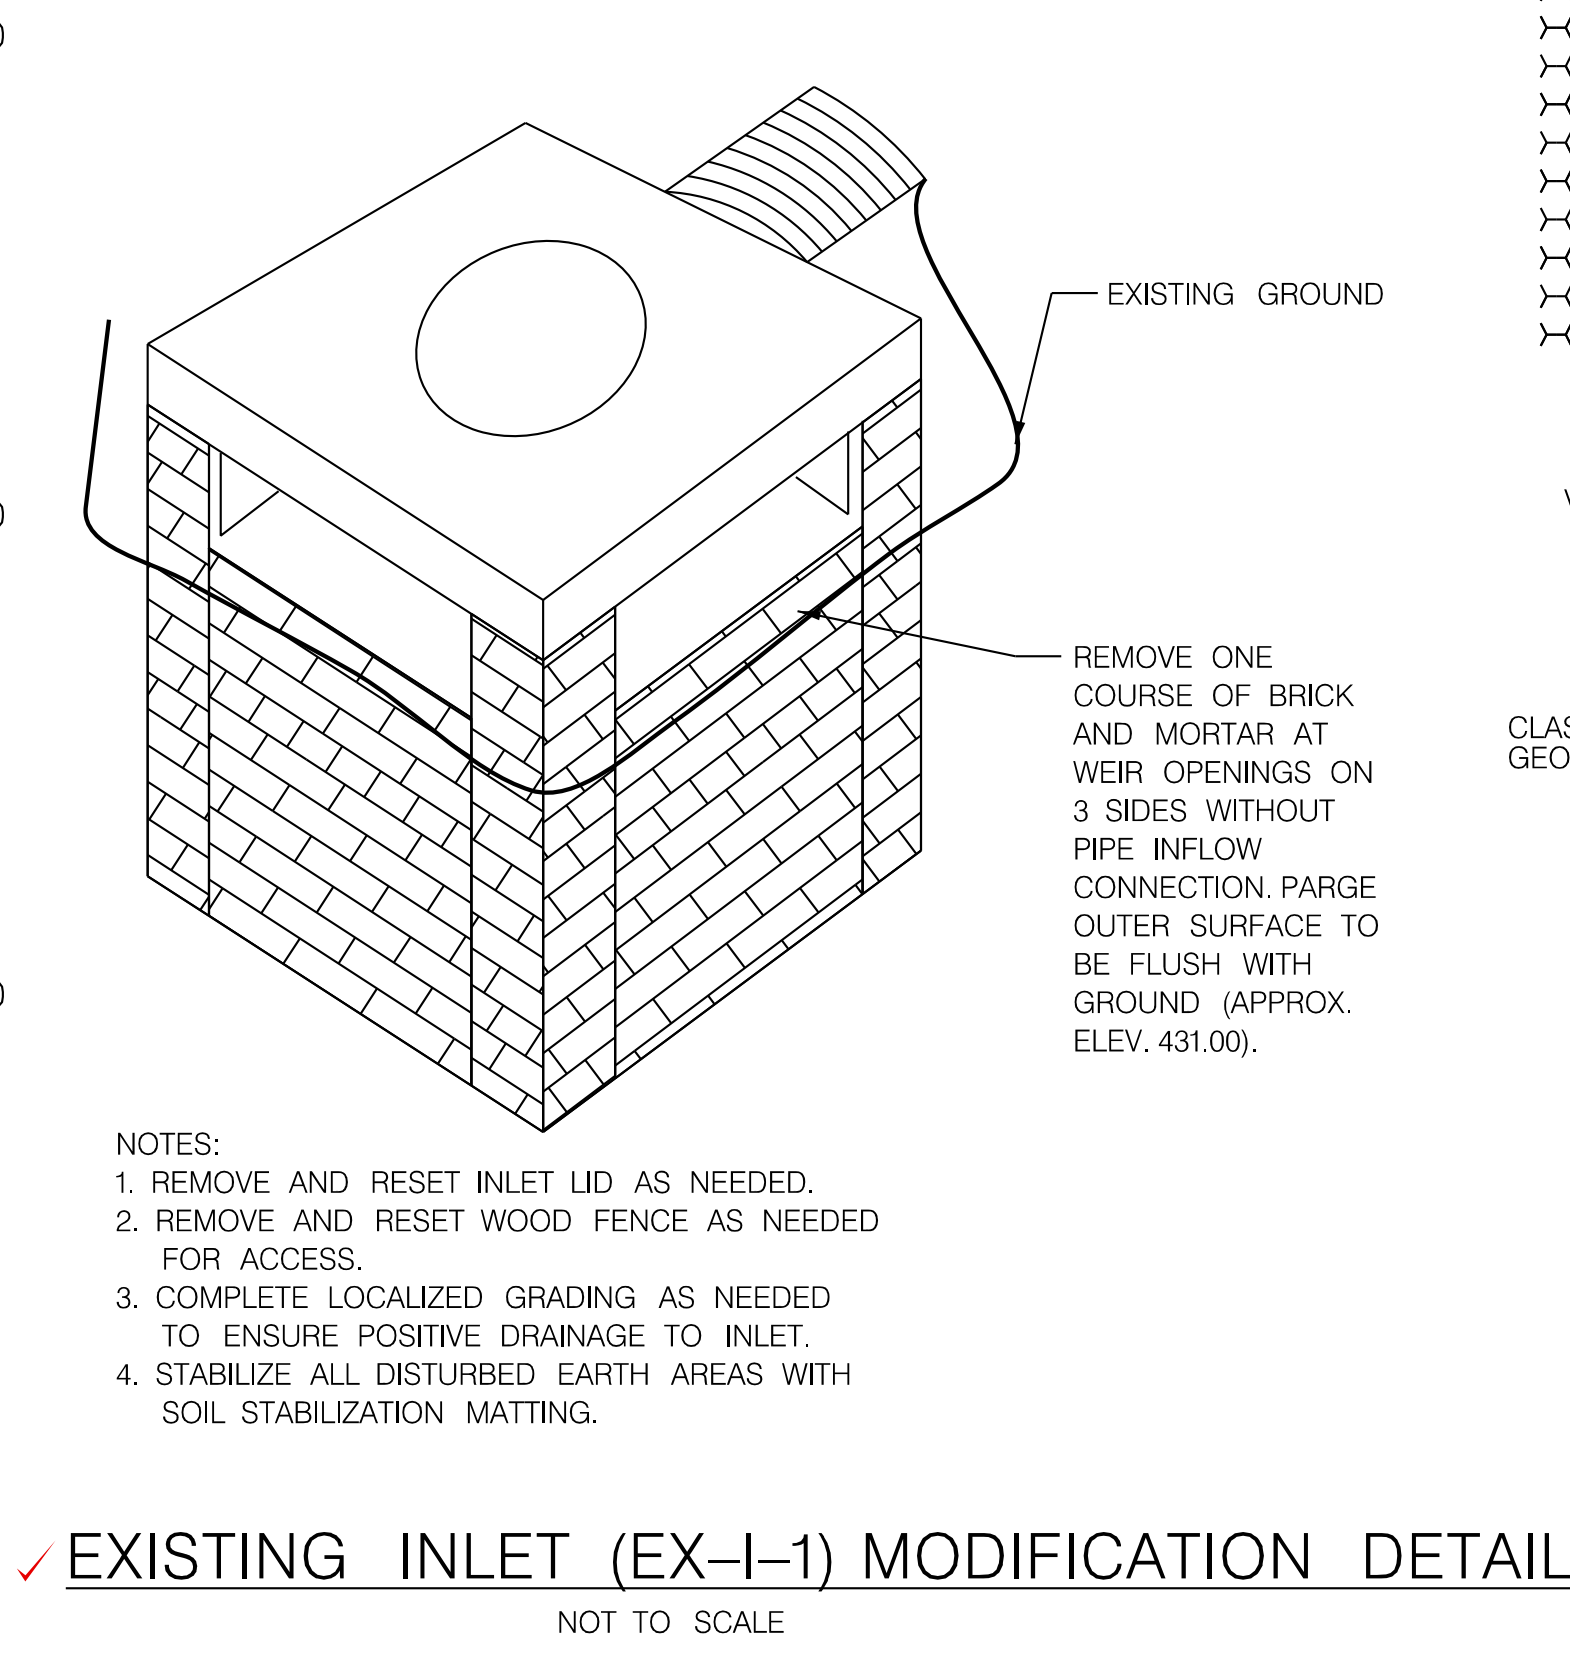 EXISTING GROUND
REMOVE ONE
COURSE OF BRICK
AND MORTAR AT
WEIR OPENINGS ON
3 SIDES WITHOUT
PIPE INFLOW
CONNECTION. PARGE
OUTER SURFACE TO
BE FLUSH WITH
GROUND (APPROX.
ELEV. 431.00).
NOTES:
1. REMOVE AND RESET INLET LID AS NEEDED.
2. REMOVE AND RESET WOOD FENCE AS NEEDED
FOR ACCESS.
3. COMPLETE LOCALIZED GRADING AS NEEDED
TO ENSURE POSITIVE DRAINAGE TO INLET.
4. STABILIZE ALL DISTURBED EARTH AREAS WITH
SOIL STABILIZATION MATTING.
EXISTING INLET (EX-I-1) MODIFICATION DETAIL
NOT TO SCALE